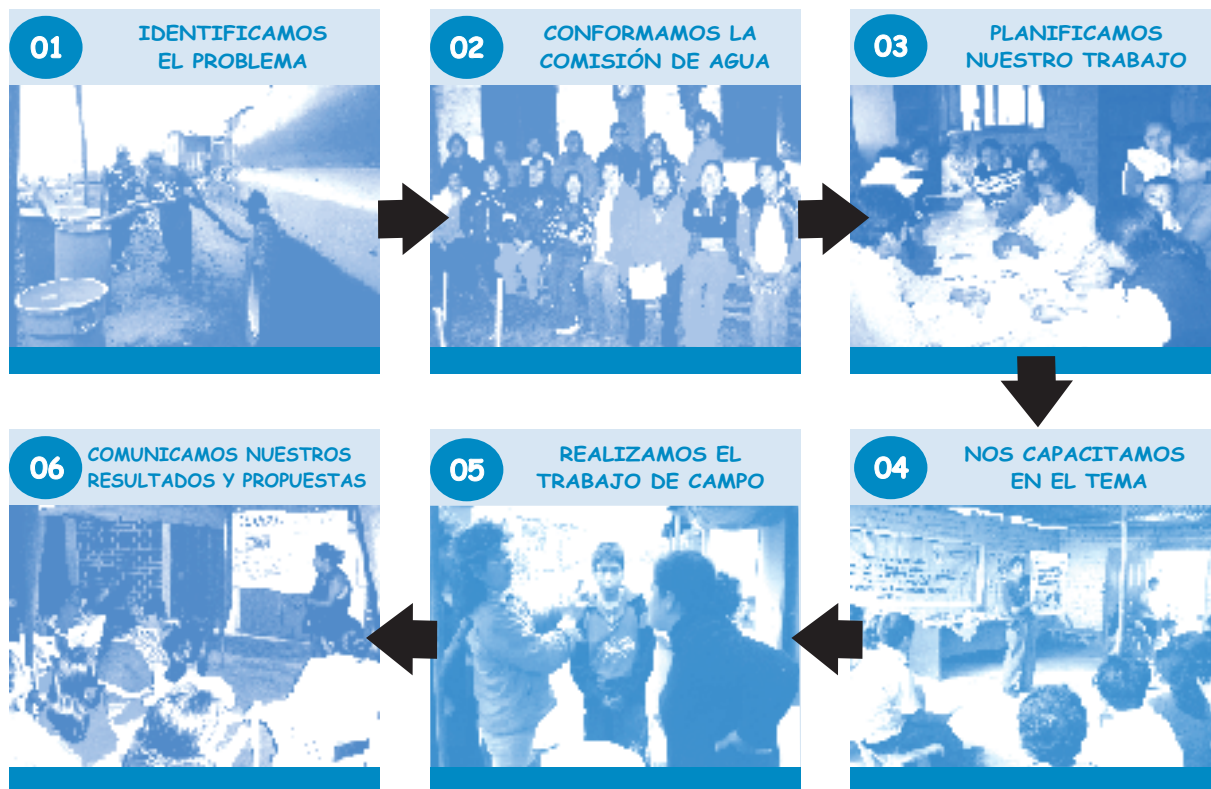 01
IDENTIFICAMOS
EL PROBLEMA
02
CONFORMAMOS LA
COMISIÓN DE AGUA
03
PLANIFICAMOS
NUESTRO TRABAJO
04
NOS CAPACITAMOS
EN EL TEMA
05
REALIZAMOS EL
TRABAJO DE CAMPO
06
COMUNICAMOS NUESTROS
RESULTADOS Y PROPUESTAS